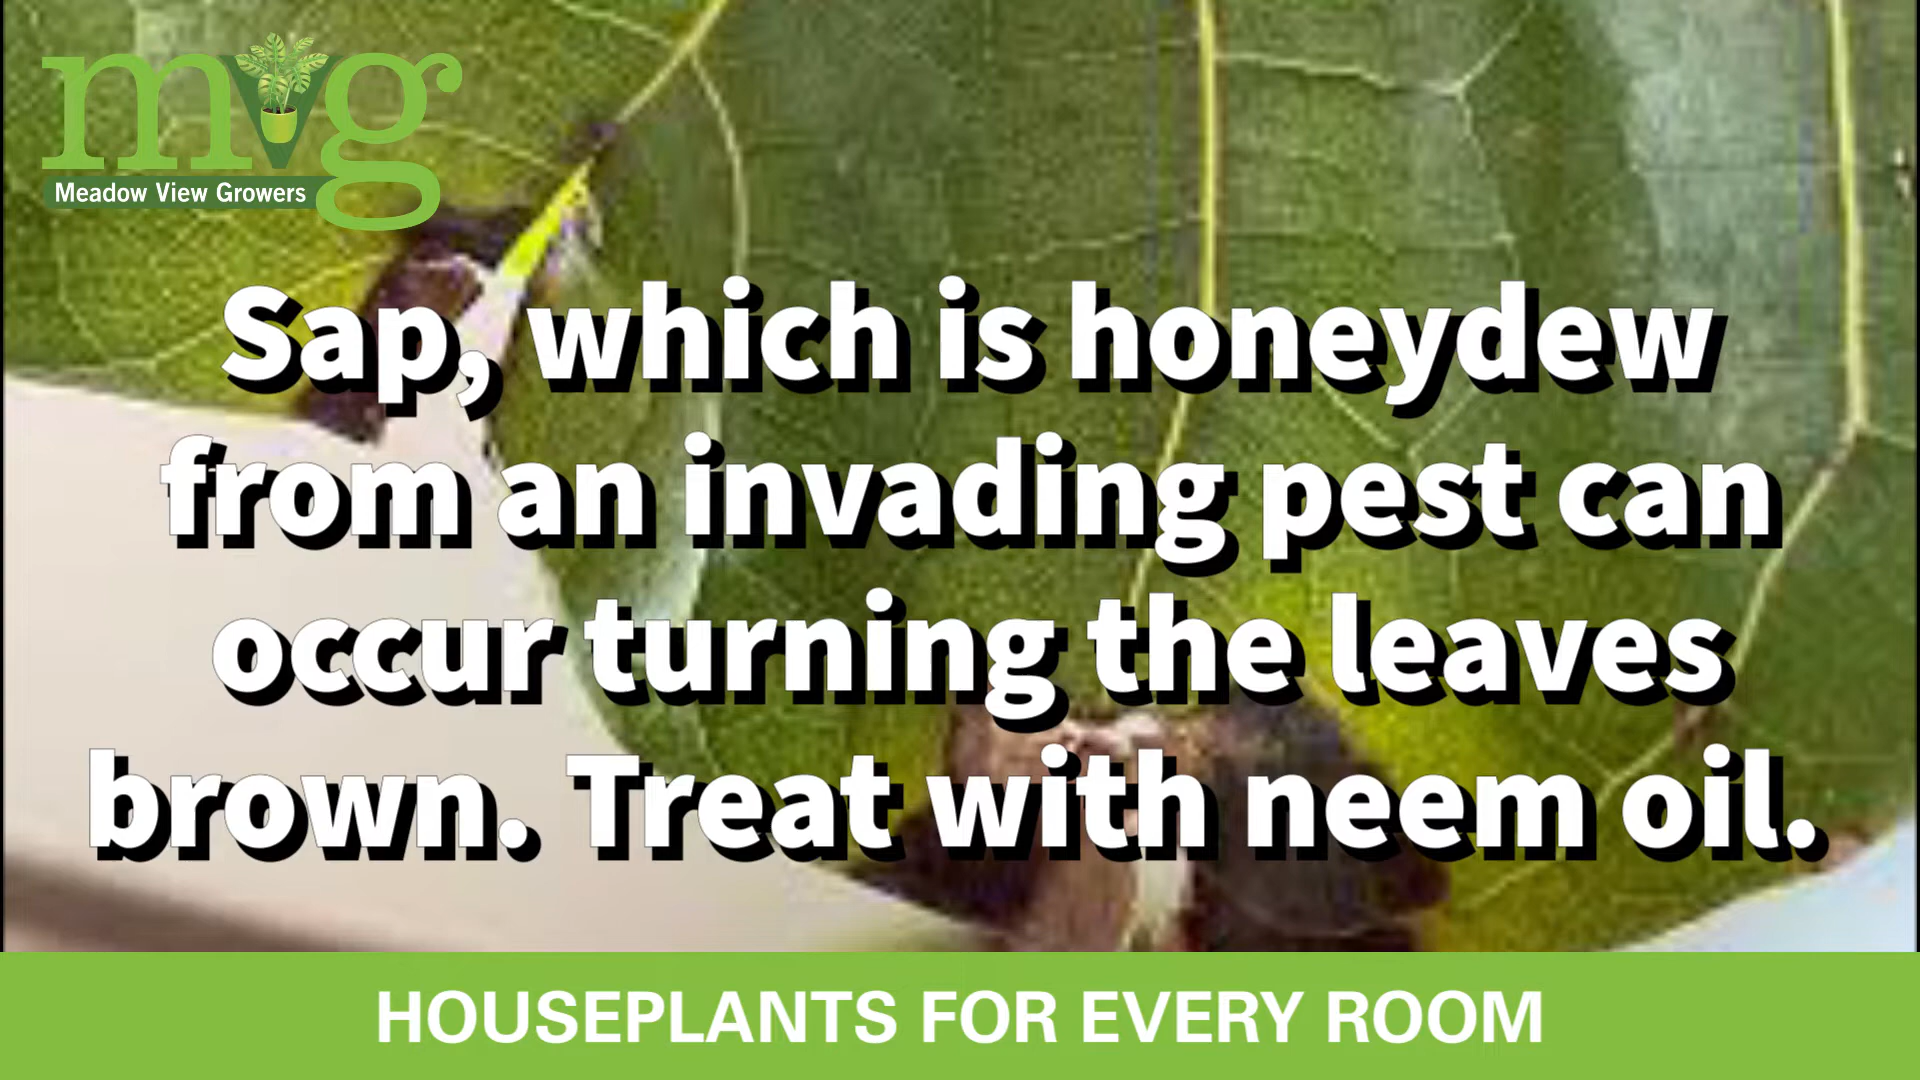 mvg
Meadow View Growers
Sap, which is honeydew
from an invading pest can
occur turning the leaves
brown. Treat with neem oil.
HOUSEPLANTS FOR EVERY ROOM